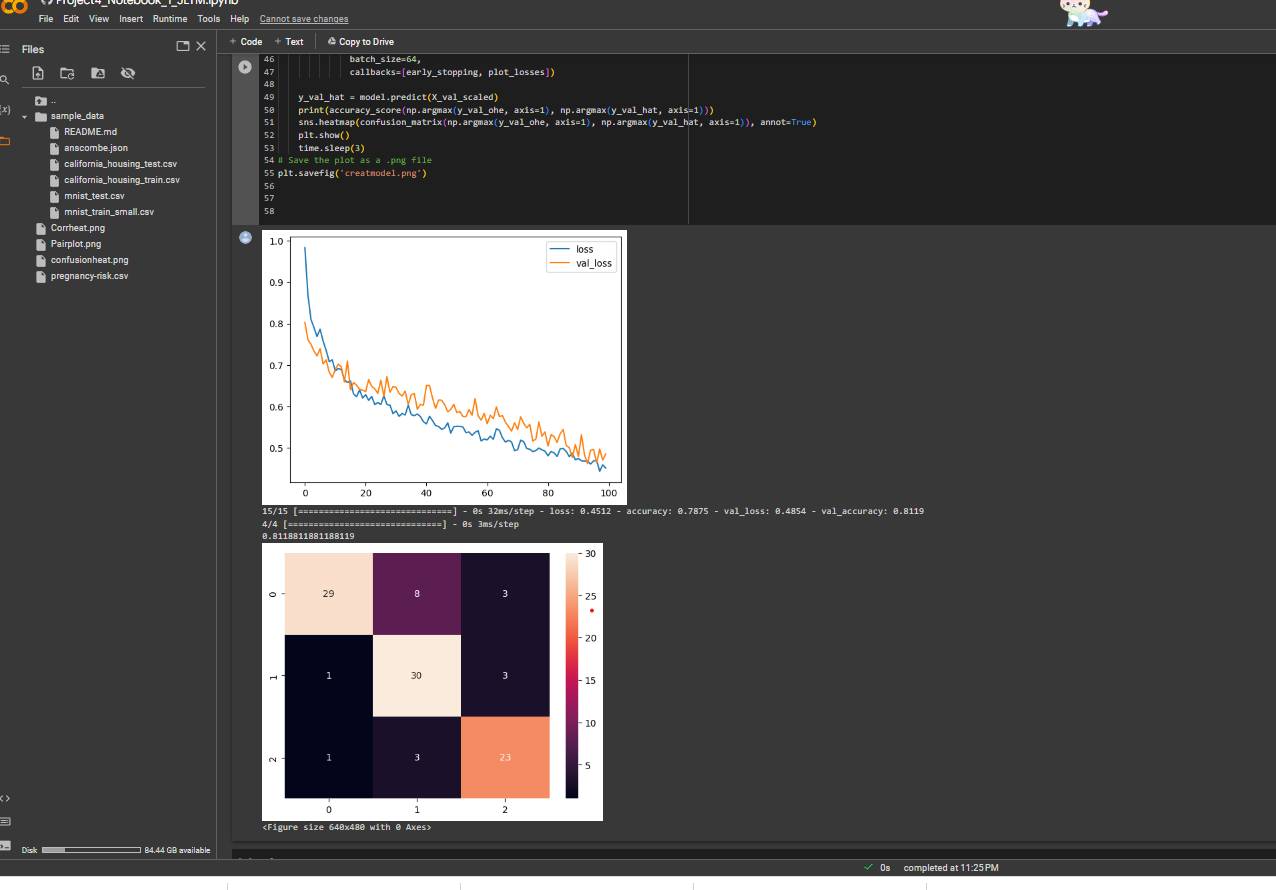 Project4_Notebook_1_JLTM.ipynb
File Edit View Insert Runtime Tools Help Cannot save changes
Files
+ Code + Text Copy to Drive
..
sample_data
README.md
anscombe.json
california_housing_test.csv
california_housing_train.csv
mnist_test.csv
mnist_train_small.csv
Corrheat.png
Pairplot.png
confusionheat.png
pregnancy-risk.csv
{x}
Disk 84.44 GB available
46 batch_size=64,
47 callbacks=[early_stopping, plot_losses])
48
49 y_val_hat = model.predict(X_val_scaled)
50 print(accuracy_score(np.argmax(y_val_ohe, axis=1), np.argmax(y_val_hat, axis=1)))
51 sns.heatmap(confusion_matrix(np.argmax(y_val_ohe, axis=1), np.argmax(y_val_hat, axis=1)), annot=True)
52 plt.show()
53 time.sleep(3)
54 # Save the plot as a .png file
55 plt.savefig('creatmodel.png')
56
57
58
1.0
0.9
0.8
0.7
0.6
0.5
loss
val_loss
0 20 40 60 80 100
15/15 [==============================] - 0s 32ms/step - loss: 0.4512 - accuracy: 0.7875 - val_loss: 0.4854 - val_accuracy: 0.8119
4/4 [==============================] - 0s 3ms/step
0.8118811881188119
0 29 8 3
1 1 30 3
2 1 3 23
0 1 2
30
25
20
15
10
5
<Figure size 640x480 with 0 Axes>
0s completed at 11:25 PM